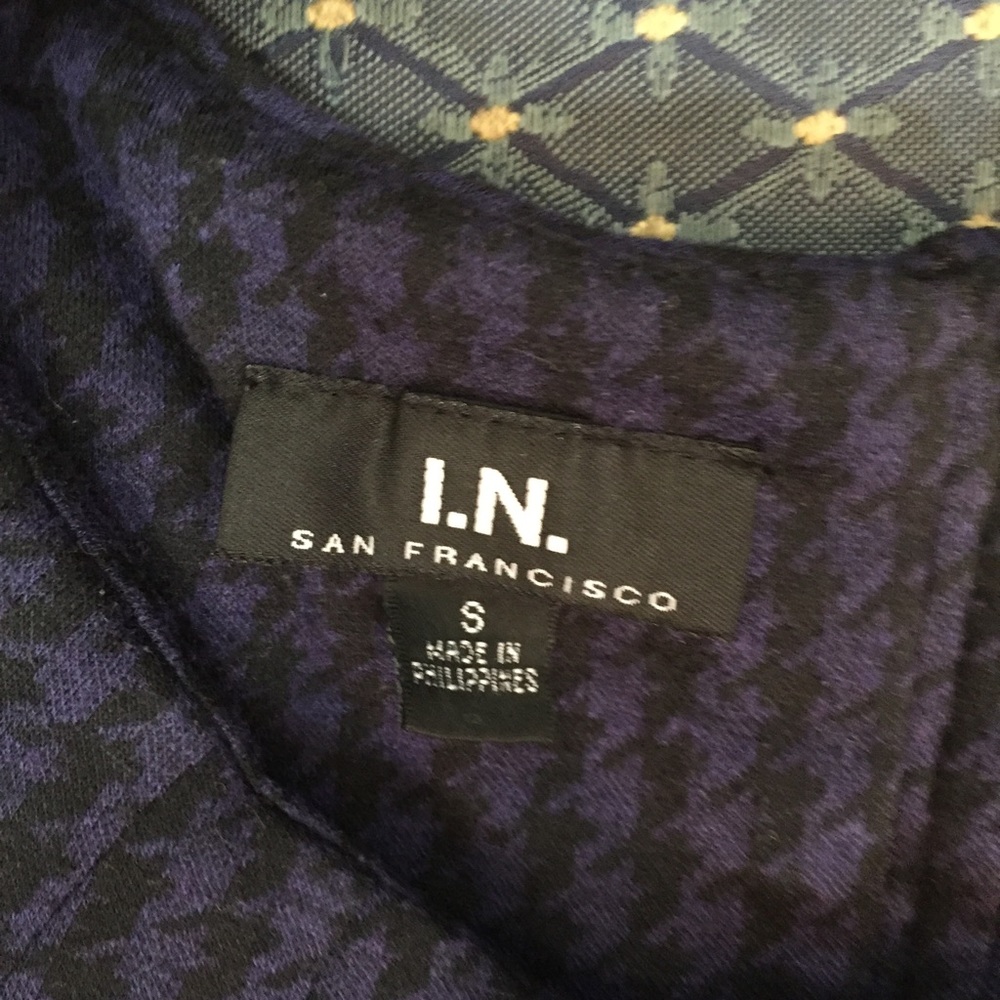 I.N.
SAN FRANCISCO
S
MADE IN
PHILIPPINES